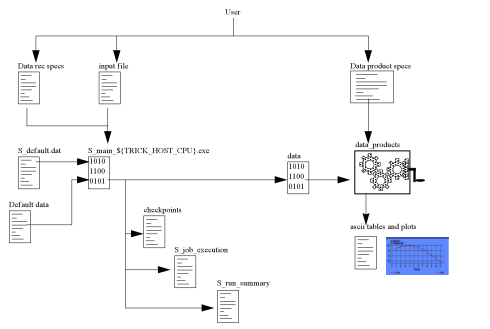 User
Data rec specs
input file
Data product specs
S_default.dat
S_main_${TRICK_HOST_CPU}.exe
data_products
1010
1100
0101
data
1010
1100
0101
Default data
checkpoints
ascii tables and plots
S_job_execution
S_run_summary